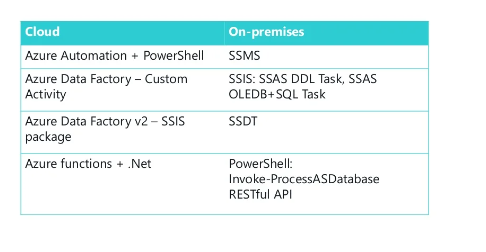 Cloud
On-premises
Azure Automation + PowerShell
SSMS
Azure Data Factory – Custom
Activity
SSIS: SSAS DDL Task, SSAS
OLEDB+SQL Task
Azure Data Factory v2 – SSIS
package
SSDT
Azure functions + .Net
PowerShell:
Invoke-ProcessASDatabase
RESTful API